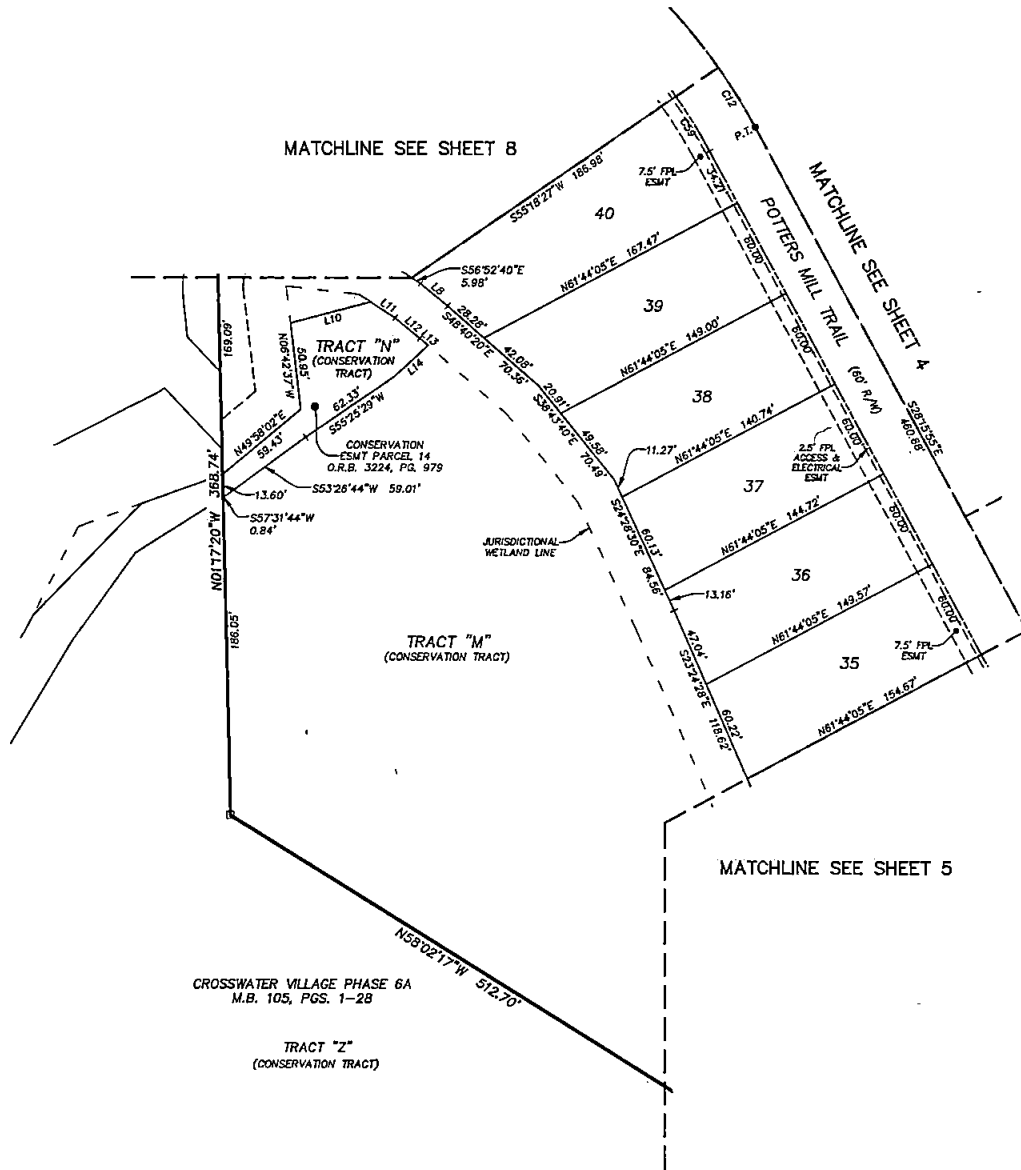 MATCHLINE SEE SHEET 8
C12
P.T.
MATCHLINE SEE SHEET 4
S28°15'55"E
460.68'
POTTERS MILL TRAIL
(60' R/W)
C59
34.21
7.5' FPL
ESMT
60.00'
60.00'
60.00'
60.00'
60.00'
2.5' FPL
ACCESS &
ELECTRICAL
ESMT
7.5' FPL
ESMT
S55°18'27"W 186.98'
40
N61°44'05"E 167.47'
39
N61°44'05"E 149.00'
38
N61°44'05"E 140.74'
37
N61°44'05"E 144.72'
36
N61°44'05"E 149.57'
35
N61°44'05"E 154.67'
S56°52'40"E
5.98'
L8
28.28'
S48°40'20"E
42.08'
70.36'
20.91'
S38°43'40"E
49.58'
70.49'
11.27'
S24°28'30"E
60.13'
84.56'
13.16'
47.04'
S23°24'28"E
60.22'
118.62'
JURISDICTIONAL
WETLAND LINE
169.09'
L10
L11
L12
L13
L14
TRACT "N"
(CONSERVATION
TRACT)
N06°42'37"W
50.95'
N49°58'02"E
59.43'
62.33'
S55°25'29"W
CONSERVATION
ESMT PARCEL 14
O.R.B. 3224, PG. 979
S53°26'44"W 59.01'
13.60'
S57°31'44"W
0.84'
N01°17'20"W 368.74'
186.05'
TRACT "M"
(CONSERVATION TRACT)
MATCHLINE SEE SHEET 5
N58°02'17"W 512.70'
CROSSWATER VILLAGE PHASE 6A
M.B. 105, PGS. 1-28
TRACT "Z"
(CONSERVATION TRACT)